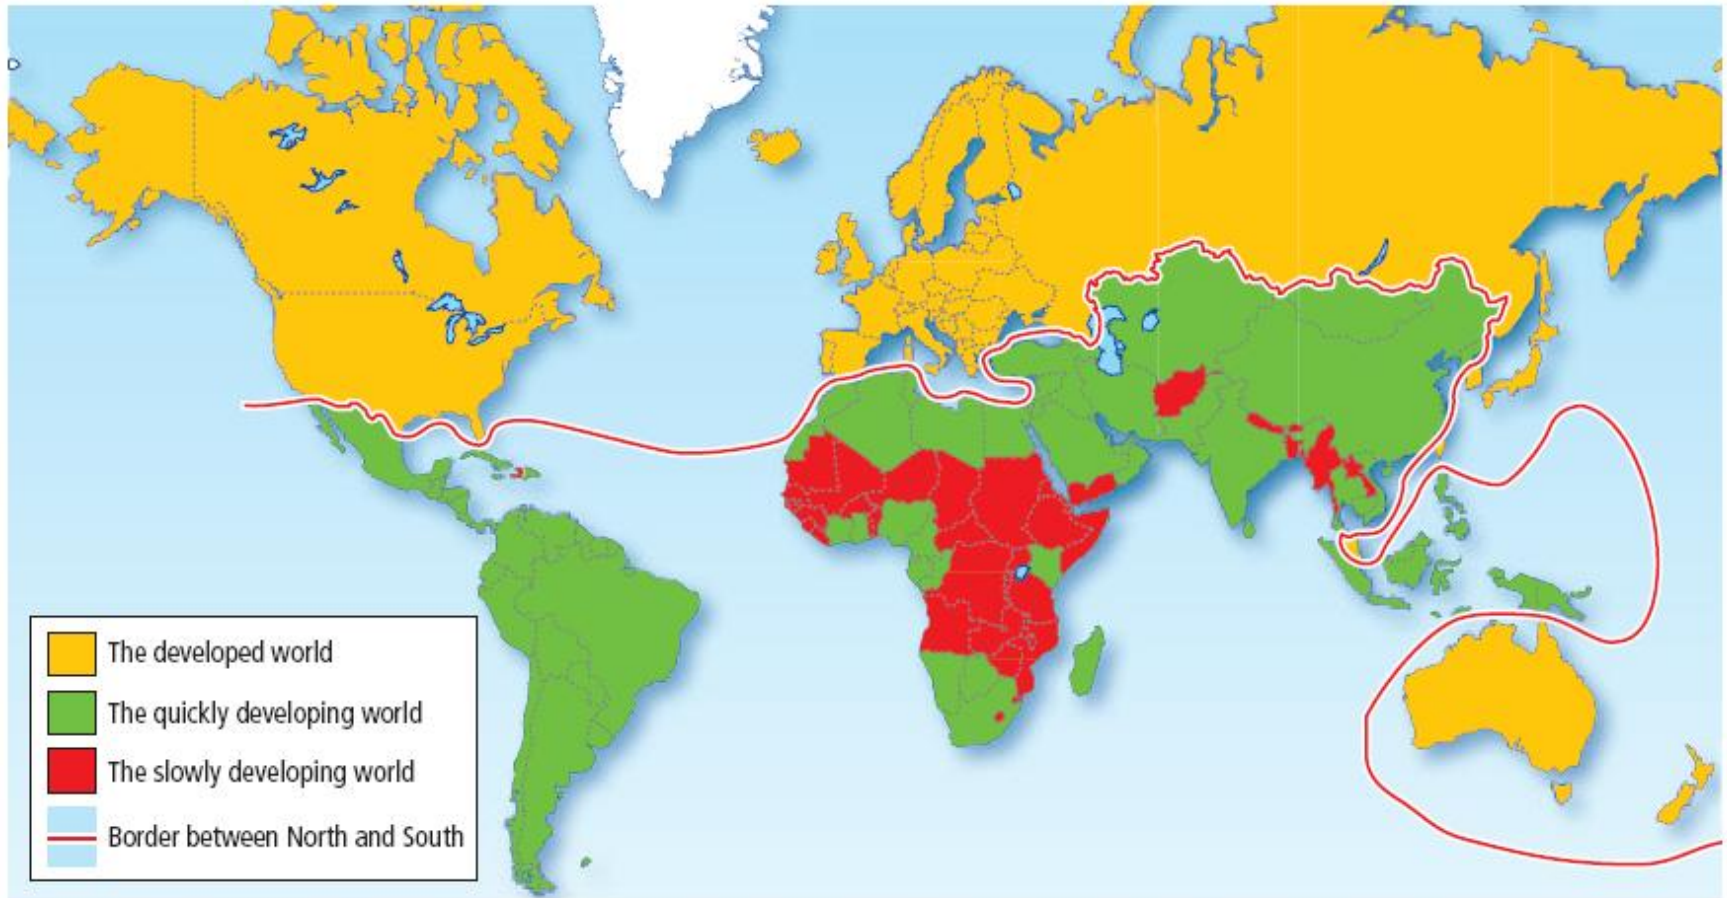 The developed world
The quickly developing world
The slowly developing world
Border between North and South